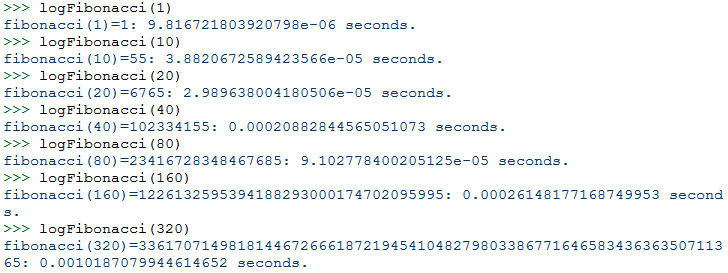 >>> logFibonacci(1)
fibonacci(1)=1: 9.816721803920798e-06 seconds.
>>> logFibonacci(10)
fibonacci(10)=55: 3.8820672589423566e-05 seconds.
>>> logFibonacci(20)
fibonacci(20)=6765: 2.989638004180506e-05 seconds.
>>> logFibonacci(40)
fibonacci(40)=102334155: 0.00020882844565051073 seconds.
>>> logFibonacci(80)
fibonacci(80)=23416728348467685: 9.102778400205125e-05 seconds.
>>> logFibonacci(160)
fibonacci(160)=1226132595394188293000174702095995: 0.00026148177168749953 second
s.
>>> logFibonacci(320)
fibonacci(320)=33617071498181446726661872194541048279803386771646583436363507113
65: 0.0010187079944614652 seconds.